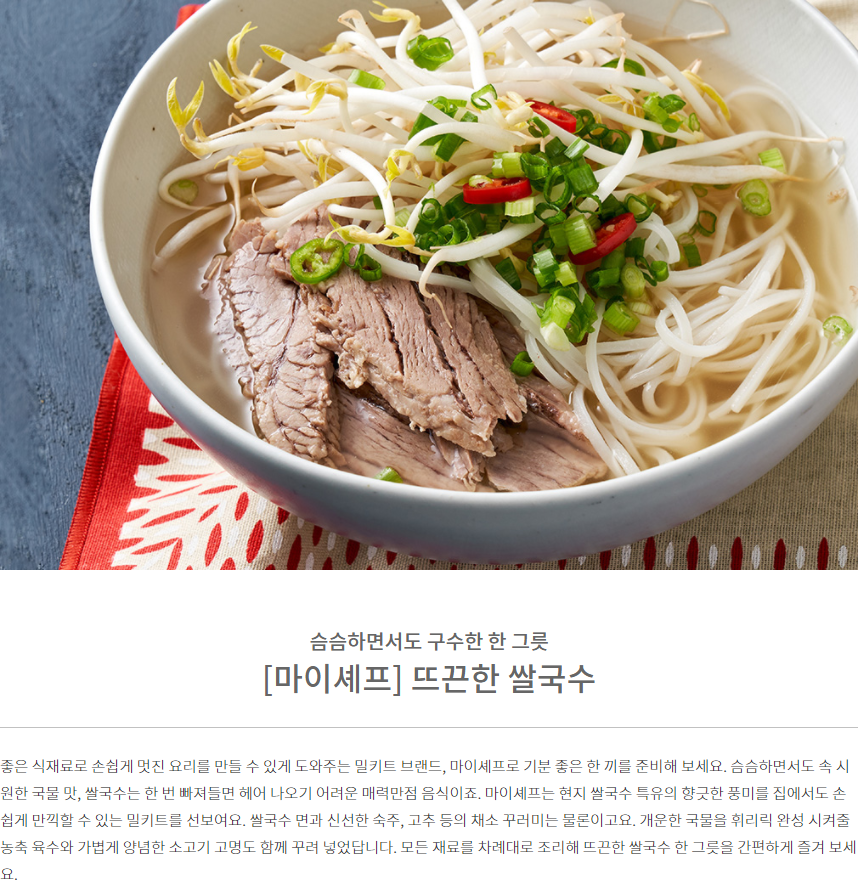 슴슴하면서도 구수한 한 그릇
[마이셰프] 뜨끈한 쌀국수
좋은 식재료로 손쉽게 멋진 요리를 만들 수 있게 도와주는 밀키트 브랜드, 마이셰프로 기분 좋은 한 끼를 준비해 보세요. 슴슴하면서도 속 시
원한 국물 맛, 쌀국수는 한 번 빠져들면 헤어 나오기 어려운 매력만점 음식이죠. 마이셰프는 현지 쌀국수 특유의 향긋한 풍미를 집에서도 손
쉽게 만끽할 수 있는 밀키트를 선보여요. 쌀국수 면과 신선한 숙주, 고추 등의 채소 꾸러미는 물론이고요. 개운한 국물을 휘리릭 완성 시켜줄
농축 육수와 가볍게 양념한 소고기 고명도 함께 꾸려 넣었답니다. 모든 재료를 차례대로 조리해 뜨끈한 쌀국수 한 그릇을 간편하게 즐겨 보세
요.